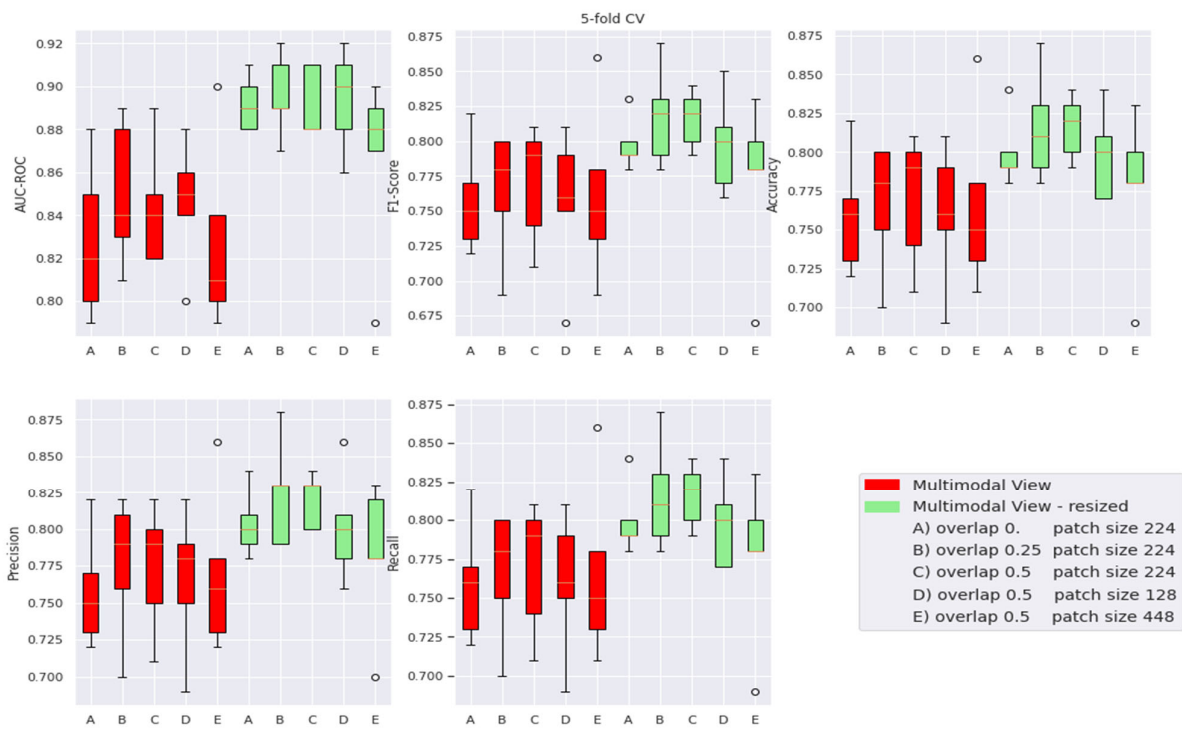 5-fold CV
AUC-ROC
0.92
0.90
0.88
0.86
0.84
0.82
0.80
A B C D E A B C D E
F1-Score
0.875
0.850
0.825
0.800
0.775
0.750
0.725
0.700
0.675
A B C D E A B C D E
Accuracy
0.875
0.850
0.825
0.800
0.775
0.750
0.725
0.700
A B C D E A B C D E
Precision
0.875
0.850
0.825
0.800
0.775
0.750
0.725
0.700
A B C D E A B C D E
Recall
0.875
0.850
0.825
0.800
0.775
0.750
0.725
0.700
A B C D E A B C D E
Multimodal View
Multimodal View - resized
A) overlap 0. patch size 224
B) overlap 0.25 patch size 224
C) overlap 0.5 patch size 224
D) overlap 0.5 patch size 128
E) overlap 0.5 patch size 448